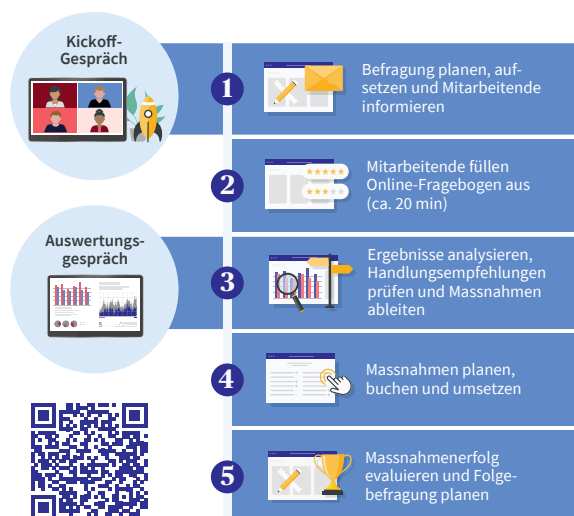 Kickoff-
Gespräch
1
Befragung planen, auf-
setzen und Mitarbeitende
informieren
2
Mitarbeitende füllen
Online-Fragebogen aus
(ca. 20 min)
Auswertungs-
gespräch
3
Ergebnisse analysieren,
Handlungsempfehlungen
prüfen und Massnahmen
ableiten
4
Massnahmen planen,
buchen und umsetzen
5
Massnahmenerfolg
evaluieren und Folge-
befragung planen